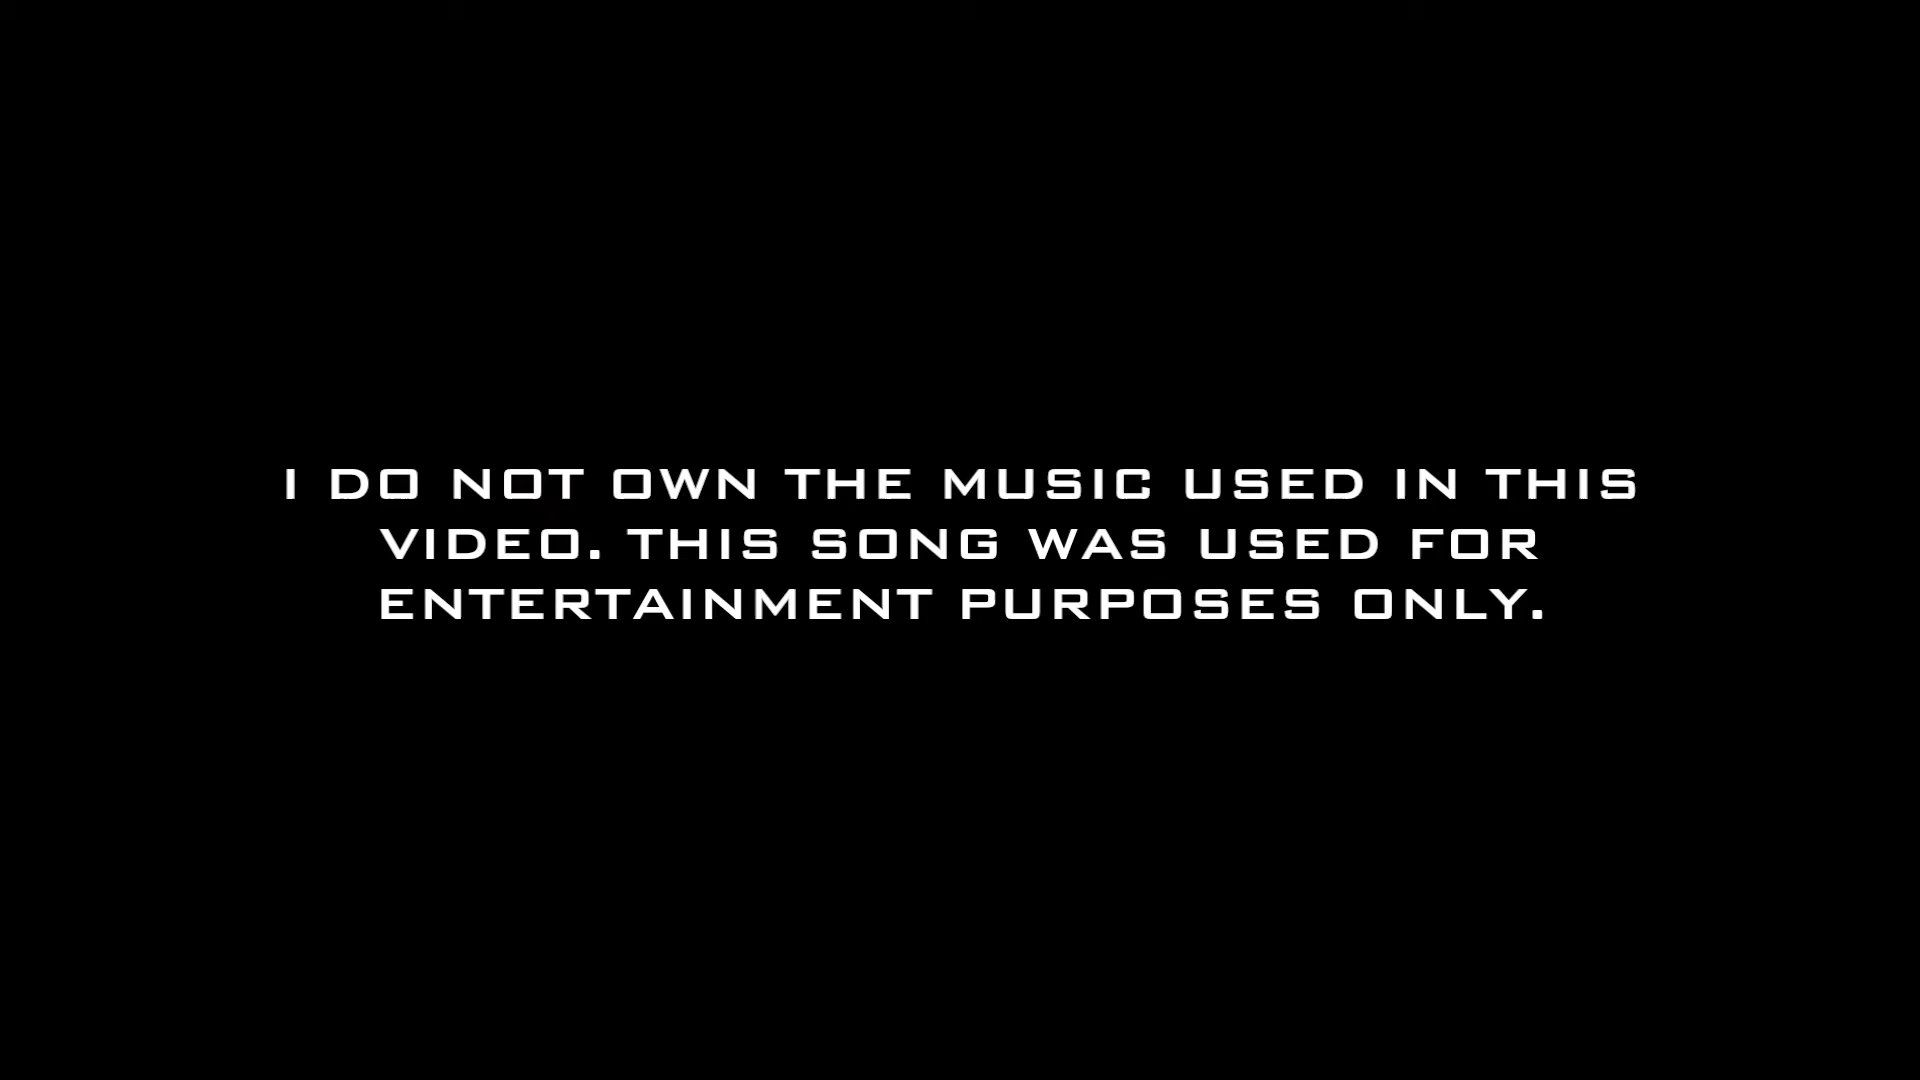 I DO NOT OWN THE MUSIC USED IN THIS
VIDEO. THIS SONG WAS USED FOR
ENTERTAINMENT PURPOSES ONLY.